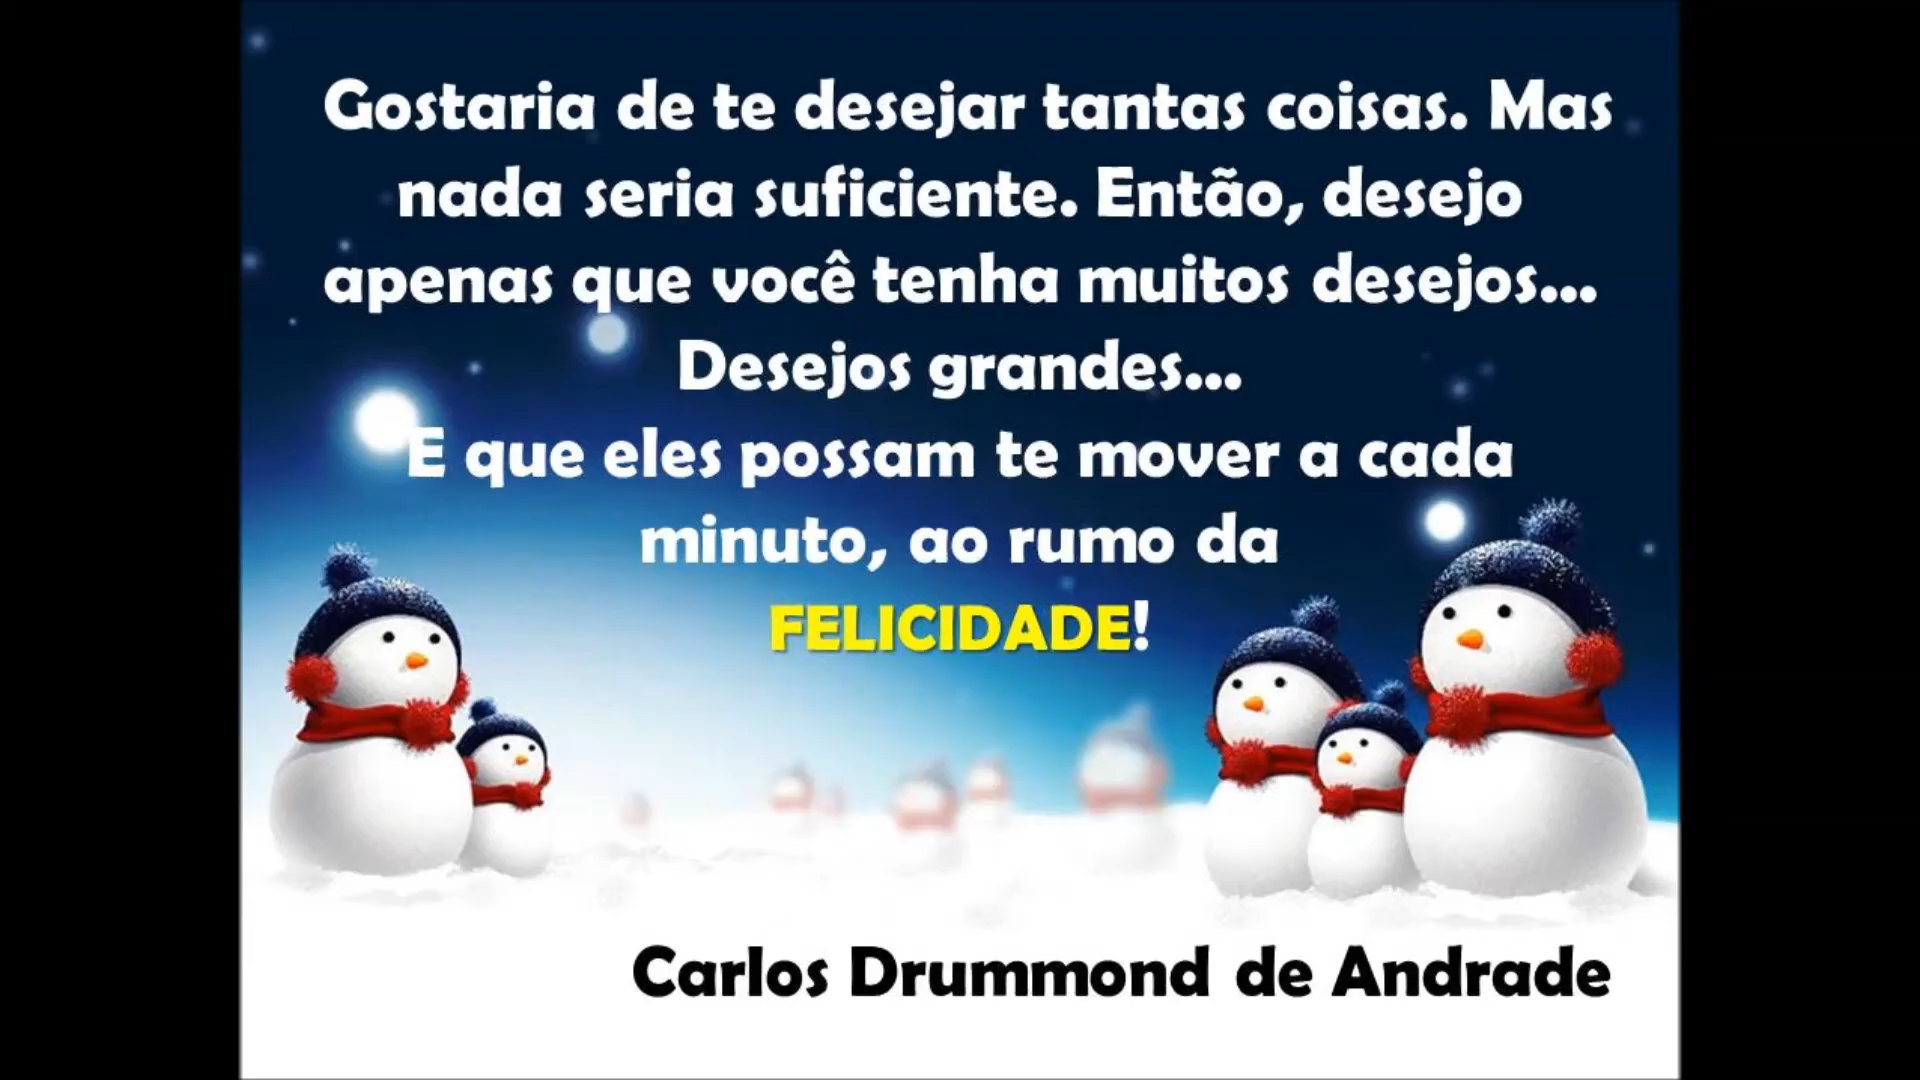 Gostaria de te desejar tantas coisas. Mas
nada seria suficiente. Então, desejo
apenas que você tenha muitos desejos...
Desejos grandes...
E que eles possam te mover a cada
minuto, ao rumo da
FELICIDADE!
Carlos Drummond de Andrade